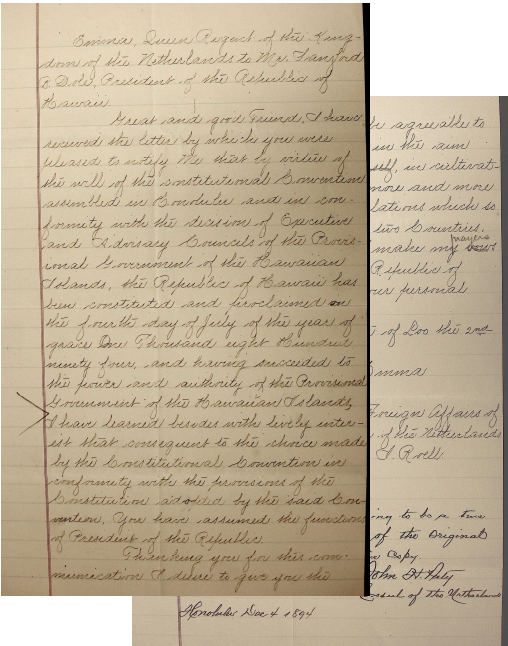 Emma, Queen Regent of the King-
dom of the Netherlands to Mr. Sanford
B. Dole, President of the Republic of
Hawaii
Great and good Friend, I have
received the letter by which you were
pleased to notify Me that by virtue of
the will of the constitutional Convention
assembled in Honolulu and in con-
formity with the decision of Executive
and Advisary Councils of the Provis-
ional Government of the Hawaiian
Islands, the Republic of Hawaii has
been constituted and proclaimed on
the fourth day of July of the year of
grace One Thousand eight Hundred
ninety four, and having succeeded to
the power and authority of the Provisional
Government of the Hawaiian Islands,
I have learned besides with lively inter-
est that consequent to the choice made
by the Constitutional Convention in
conformity with the provisions of the
Constitution adopted by the said Con-
vention, You have assumed the functions
of President of the Republic
Thanking you for this com-
munication I desire to give you the
be agreable to
in the aim
self, in cultivat-
more and more
lations which is
two Countries.
prayers
make my vows
Republic of
our personal
of Loo the 2nd
Emma
Foreign Affairs of
of the Netherlands
Roell
ing to be a true
of the Original
Copy
John H. Paty
Consul of the Netherlands
Honolulu Dec 4 1894